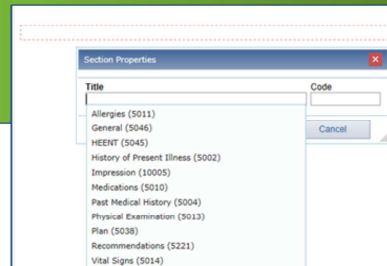 Section Properties
Title Code
Allergies (5011)
General (5046)
HEENT (5045)
History of Present Illness (5002)
Impression (10005)
Medications (5010)
Past Medical History (5004)
Physical Examination (5013)
Plan (5038)
Recommendations (5221)
Vital Signs (5014)
Cancel